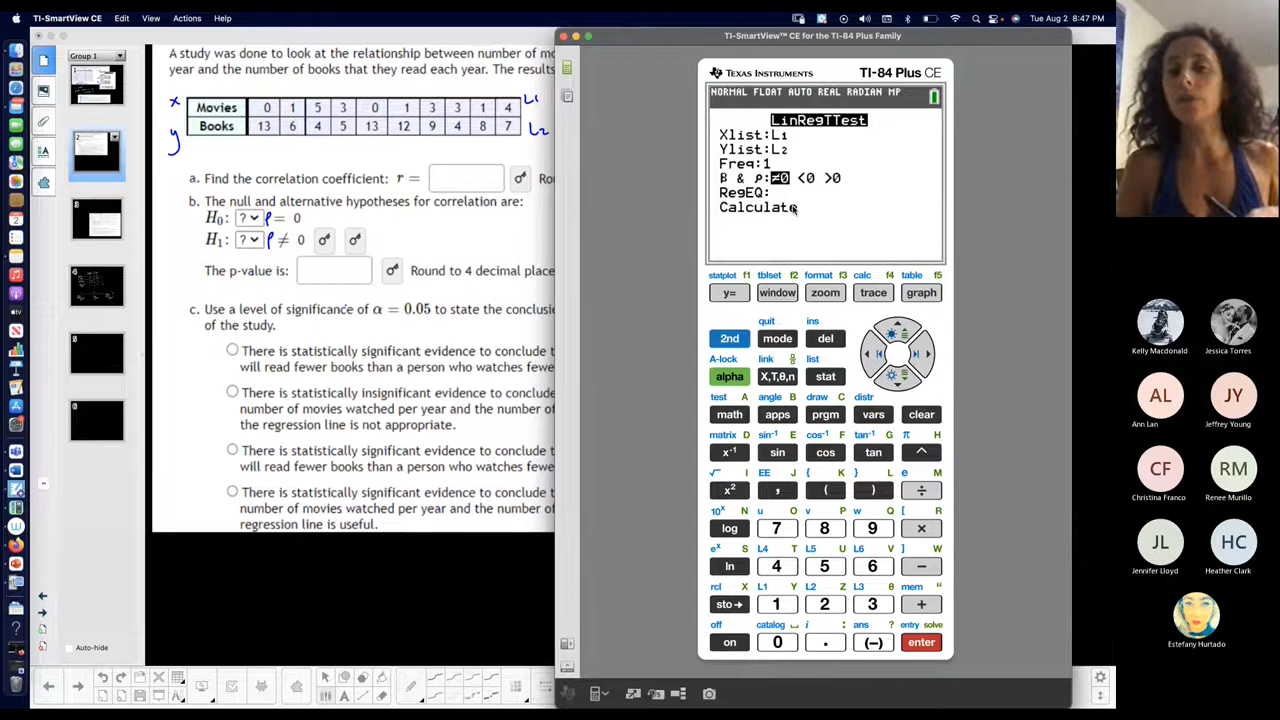 TI-SmartView CE Edit View Actions Help
Tue Aug 2 8:47 PM
TI-SmartView™ CE for the TI-84 Plus Family
Group 1
A study was done to look at the relationship between number of mo
year and the number of books that they read each year. The results
x Movies 0 1 5 3 0 1 3 3 1 4 L1
y Books 13 6 4 5 13 12 9 4 8 7 L2
a. Find the correlation coefficient: r = Rou
b. The null and alternative hypotheses for correlation are:
H0: ? ρ = 0
H1: ? ρ ≠ 0
The p-value is: Round to 4 decimal place
c. Use a level of significance of α = 0.05 to state the conclusi
of the study.
There is statistically significant evidence to conclude t
will read fewer books than a person who watches fewe
There is statistically insignificant evidence to conclude
number of movies watched per year and the number of
the regression line is not appropriate.
There is statistically significant evidence to conclude t
will read fewer books than a person who watches fewe
There is statistically significant evidence to conclude t
number of movies watched per year and the number of
regression line is useful.
Auto-hide
TEXAS INSTRUMENTS TI-84 Plus CE
NORMAL FLOAT AUTO REAL RADIAN MP
LinRegTTest
Xlist:L1
Ylist:L2
Freq:1
β & ρ:≠0 <0 >0
RegEQ:
Calculate
statplot f1 tblset f2 format f3 calc f4 table f5
y= window zoom trace graph
quit ins
2nd mode del
A-lock link list
alpha X,T,θ,n stat
test A angle B draw C distr
math apps prgm vars clear
matrix D sin-1 E cos-1 F tan-1 G π H
x-1 sin cos tan ^
√ I EE J { K } L e M
x2 , ( ) ÷
10x N u O v P w Q [ R
log 7 8 9 ×
ex S L4 T L5 U L6 V ] W
ln 4 5 6 −
rcl X L1 Y L2 Z L3 θ mem "
sto→ 1 2 3 +
off catalog i : ans ? entry solve
on 0 . (−) enter
Kelly Macdonald Jessica Torres
AL JY
Ann Lan Jeffrey Young
CF RM
Christina Franco Renee Murillo
JL HC
Jennifer Lloyd Heather Clark
Estefany Hurtado